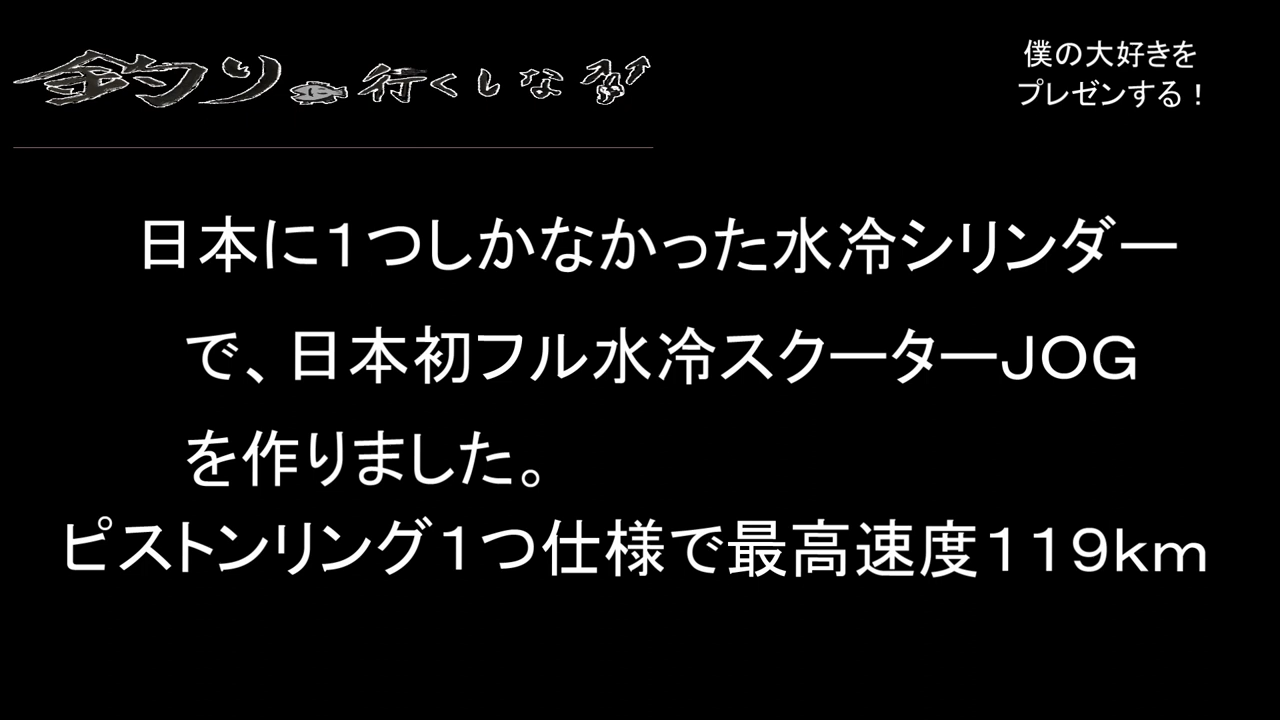 釣り行くしな
僕の大好きを
プレゼンする！
日本に１つしかなかった水冷シリンダー
で、日本初フル水冷スクーターＪＯＧ
を作りました。
ピストンリング１つ仕様で最高速度１１９ｋｍ